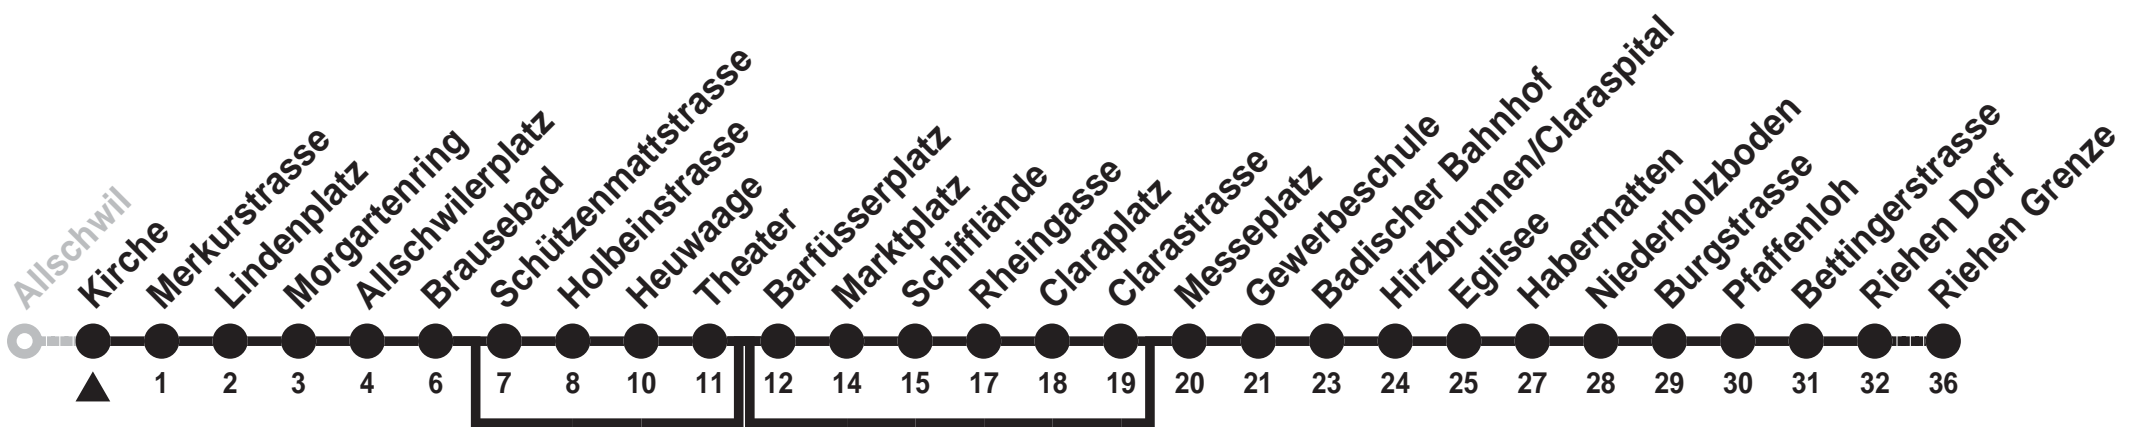 Allschwil
Kirche
Merkurstrasse
Lindenplatz
Morgartenring
Allschwilerplatz
Brausebad
Schützenmattstrasse
Holbeinstrasse
Heuwaage
Theater
Barfüsserplatz
Marktplatz
Schifflände
Rheingasse
Claraplatz
Clarastrasse
Messeplatz
Gewerbeschule
Badischer Bahnhof
Hirzbrunnen/Claraspital
Eglisee
Habermatten
Niederholzboden
Burgstrasse
Pfaffenloh
Bettingerstrasse
Riehen Dorf
Riehen Grenze
1 2 3 4 6 7 8 10 11 12 14 15 17 18 19 20 21 23 24 25 27 28 29 30 31 32 36